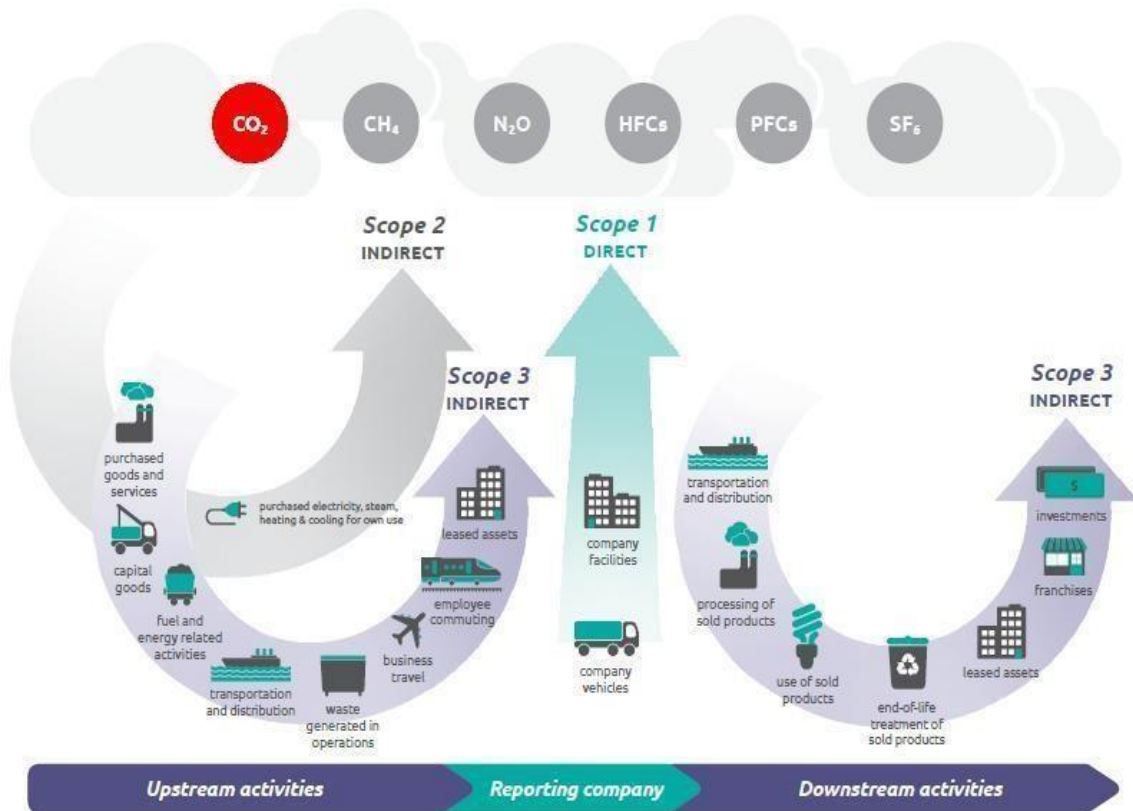 CO₂
CH₄
N₂O
HFCs
PFCs
SF₆
Scope 2
INDIRECT
Scope 1
DIRECT
Scope 3
INDIRECT
Scope 3
INDIRECT
purchased
goods and
services
capital
goods
fuel and
energy related
activities
transportation
and distribution
waste
generated in
operations
business
travel
employee
commuting
leased assets
purchased electricity, steam,
heating & cooling for own use
company
facilities
company
vehicles
transportation
and distribution
processing of
sold products
use of sold
products
end-of-life
treatment of
sold products
leased assets
franchises
$
investments
Upstream activities
Reporting company
Downstream activities